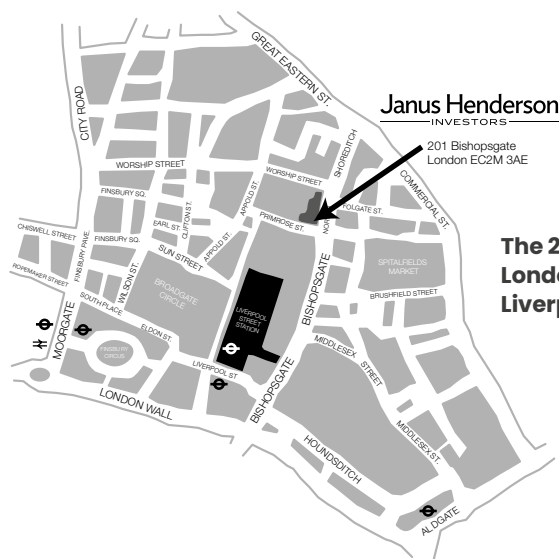 GREAT EASTERN ST.
CITY ROAD
Janus Henderson
INVESTORS
201 Bishopsgate
London EC2M 3AE
SHOREDITCH
COMMERCIAL ST.
WORSHIP STREET
WORSHIP STREET
FINSBURY SQ.
APPOLD ST.
CLIFTON ST.
EARL ST.
PRIMROSE ST.
FOLGATE ST.
NOR
CHISWELL STREET
FINSBURY PAVE.
FINSBURY SQ.
SUN STREET
APPOLD ST.
ROPEMAKER STREET
WILSON ST.
BROADGATE
CIRCLE
BISHOPSGATE
SPITALFIELDS
MARKET
BRUSHFIELD STREET
The 2
Londo
Liverp
SOUTH PLACE
MOORGATE
ELDON ST.
LIVERPOOL
STREET
STATION
FINSBURY
CIRCUS
LIVERPOOL ST
MIDDLESEX
STREET
LONDON WALL
BISHOPSGATE
MIDDLESEX ST.
HOUNDSDITCH
ALDGATE